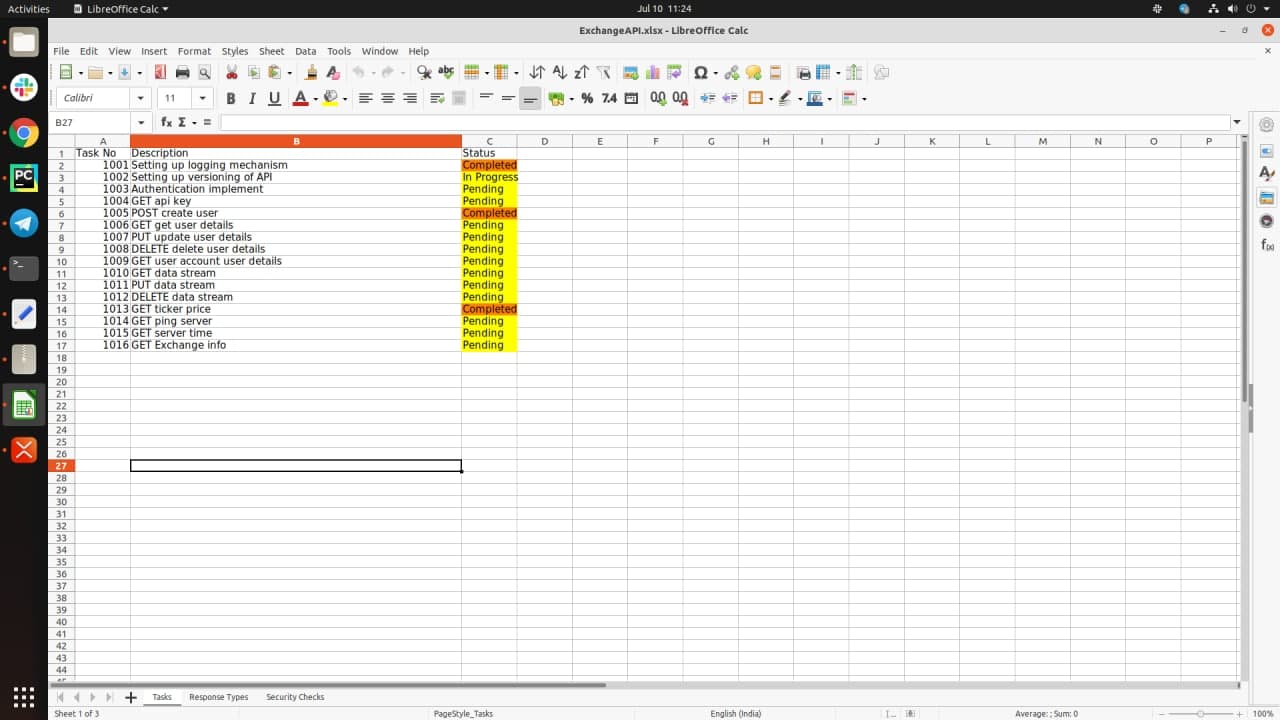 Activities LibreOffice Calc Jul 10 11:24
ExchangeAPI.xlsx - LibreOffice Calc
File Edit View Insert Format Styles Sheet Data Tools Window Help
Calibri 11
B27
A B C D E F G H I J K L M N O P
1 Task No Description Status
2 1001 Setting up logging mechanism Completed
3 1002 Setting up versioning of API In Progress
4 1003 Authentication implement Pending
5 1004 GET api key Pending
6 1005 POST create user Completed
7 1006 GET get user details Pending
8 1007 PUT update user details Pending
9 1008 DELETE delete user details Pending
10 1009 GET user account user details Pending
11 1010 GET data stream Pending
12 1011 PUT data stream Pending
13 1012 DELETE data stream Pending
14 1013 GET ticker price Completed
15 1014 GET ping server Pending
16 1015 GET server time Pending
17 1016 GET Exchange info Pending
18
19
20
21
22
23
24
25
26
27
28
29
30
31
32
33
34
35
36
37
38
39
40
41
42
43
44
Tasks Response Types Security Checks
Sheet 1 of 3 PageStyle_Tasks English (India) Average: ; Sum: 0 100%